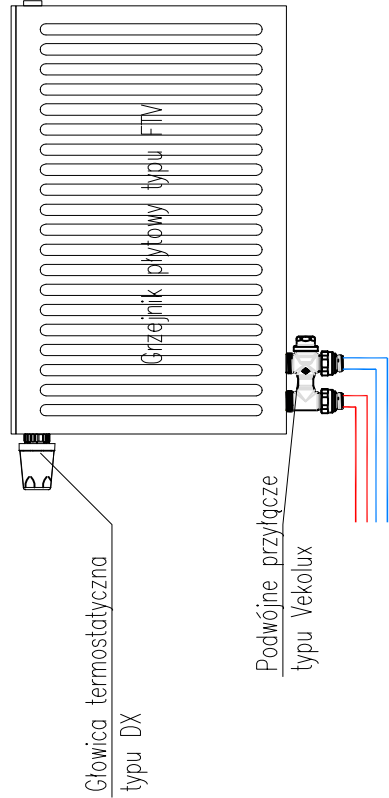 Grzejnik płytowy typu FTV
Głowica termostatyczna
typu DX
Podwójne przyłącze
typu Vekolux